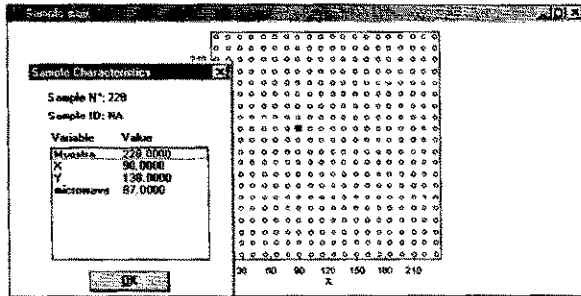 Sample Map
Sample Characteristics
Sample N°: 228
Sample ID: NA
Variable Value
Muestra 228.0000
X 90.0000
Y 138.0000
microwave 87.0000
OK
30 60 90 120 150 180 210
X